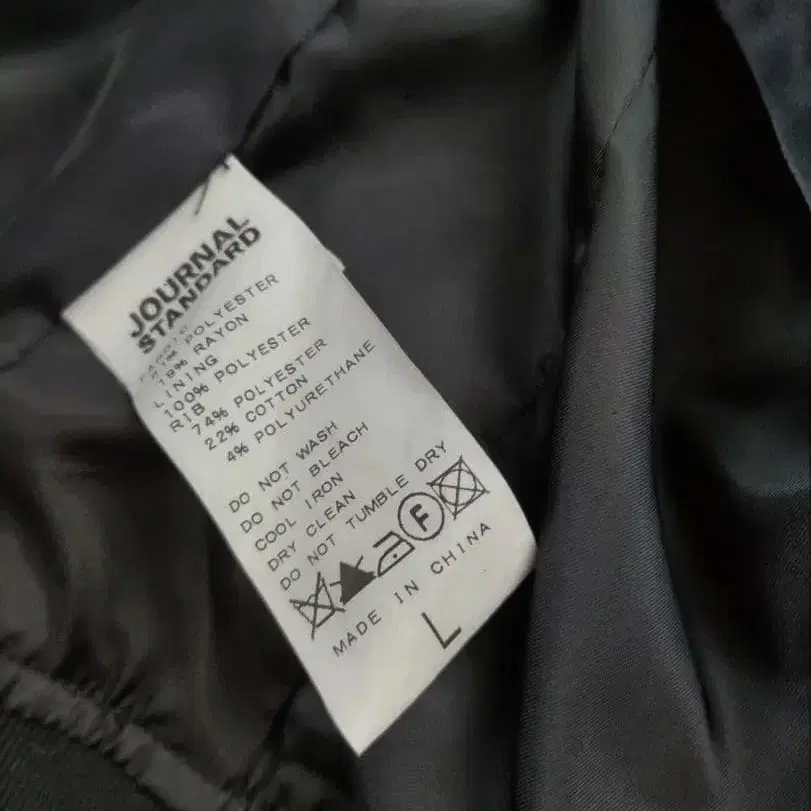 JOURNAL
STANDARD
POLYESTER
RAYON
LINING
100% POLYESTER
RIB
74% POLYESTER
22% COTTON
4% POLYURETHANE
DO NOT WASH
DO NOT BLEACH
COOL IRON
DRY CLEAN
DO NOT TUMBLE DRY
F
MADE IN CHINA
L